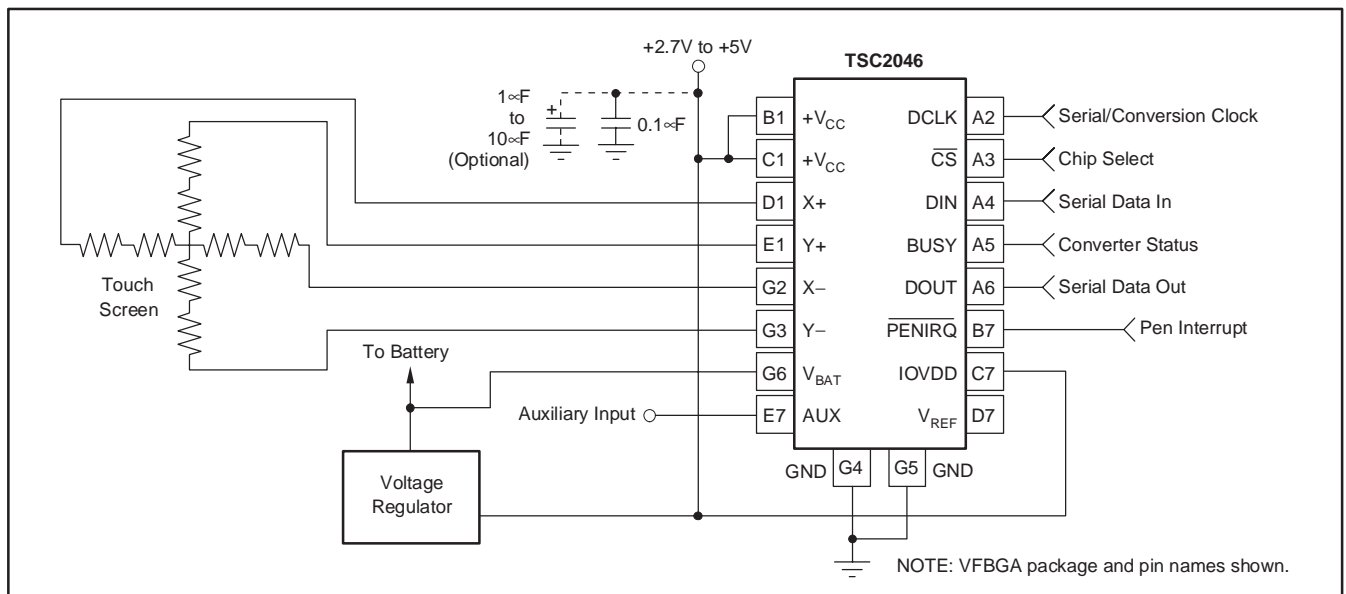 +2.7V to +5V
TSC2046
1∝F
to
10∝F
(Optional)
+
0.1∝F
B1 +VCC
C1 +VCC
D1 X+
E1 Y+
G2 X−
G3 Y−
G6 VBAT
E7 AUX
DCLK A2 Serial/Conversion Clock
CS A3 Chip Select
DIN A4 Serial Data In
BUSY A5 Converter Status
DOUT A6 Serial Data Out
PENIRQ B7 Pen Interrupt
IOVDD C7
VREF D7
Touch
Screen
To Battery
Auxiliary Input
Voltage
Regulator
GND G4 G5 GND
NOTE: VFBGA package and pin names shown.